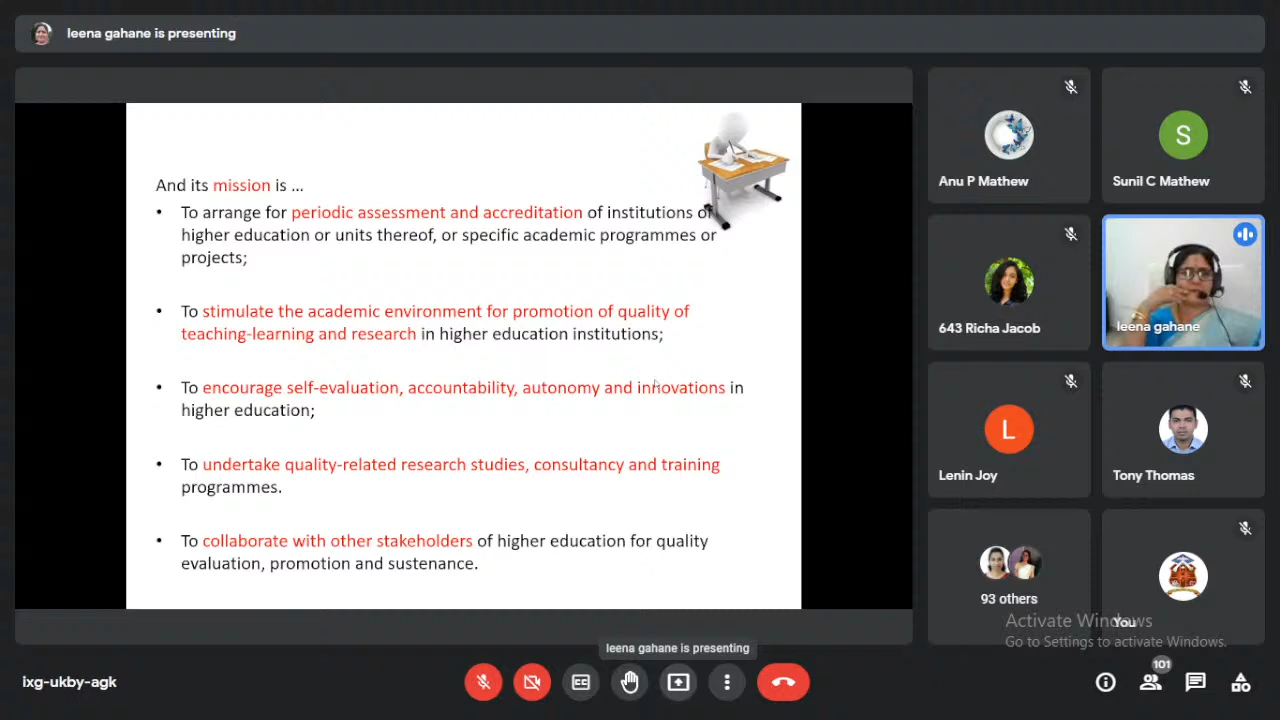 leena gahane is presenting
And its mission is ...
• To arrange for periodic assessment and accreditation of institutions of
higher education or units thereof, or specific academic programmes or
projects;
• To stimulate the academic environment for promotion of quality of
teaching-learning and research in higher education institutions;
• To encourage self-evaluation, accountability, autonomy and innovations in
higher education;
• To undertake quality-related research studies, consultancy and training
programmes.
• To collaborate with other stakeholders of higher education for quality
evaluation, promotion and sustenance.
Anu P Mathew
S
Sunil C Mathew
643 Richa Jacob
leena gahane
L
Lenin Joy
Tony Thomas
93 others
You
Activate Windows
Go to Settings to activate Windows.
leena gahane is presenting
ixg-ukby-agk
CC
101